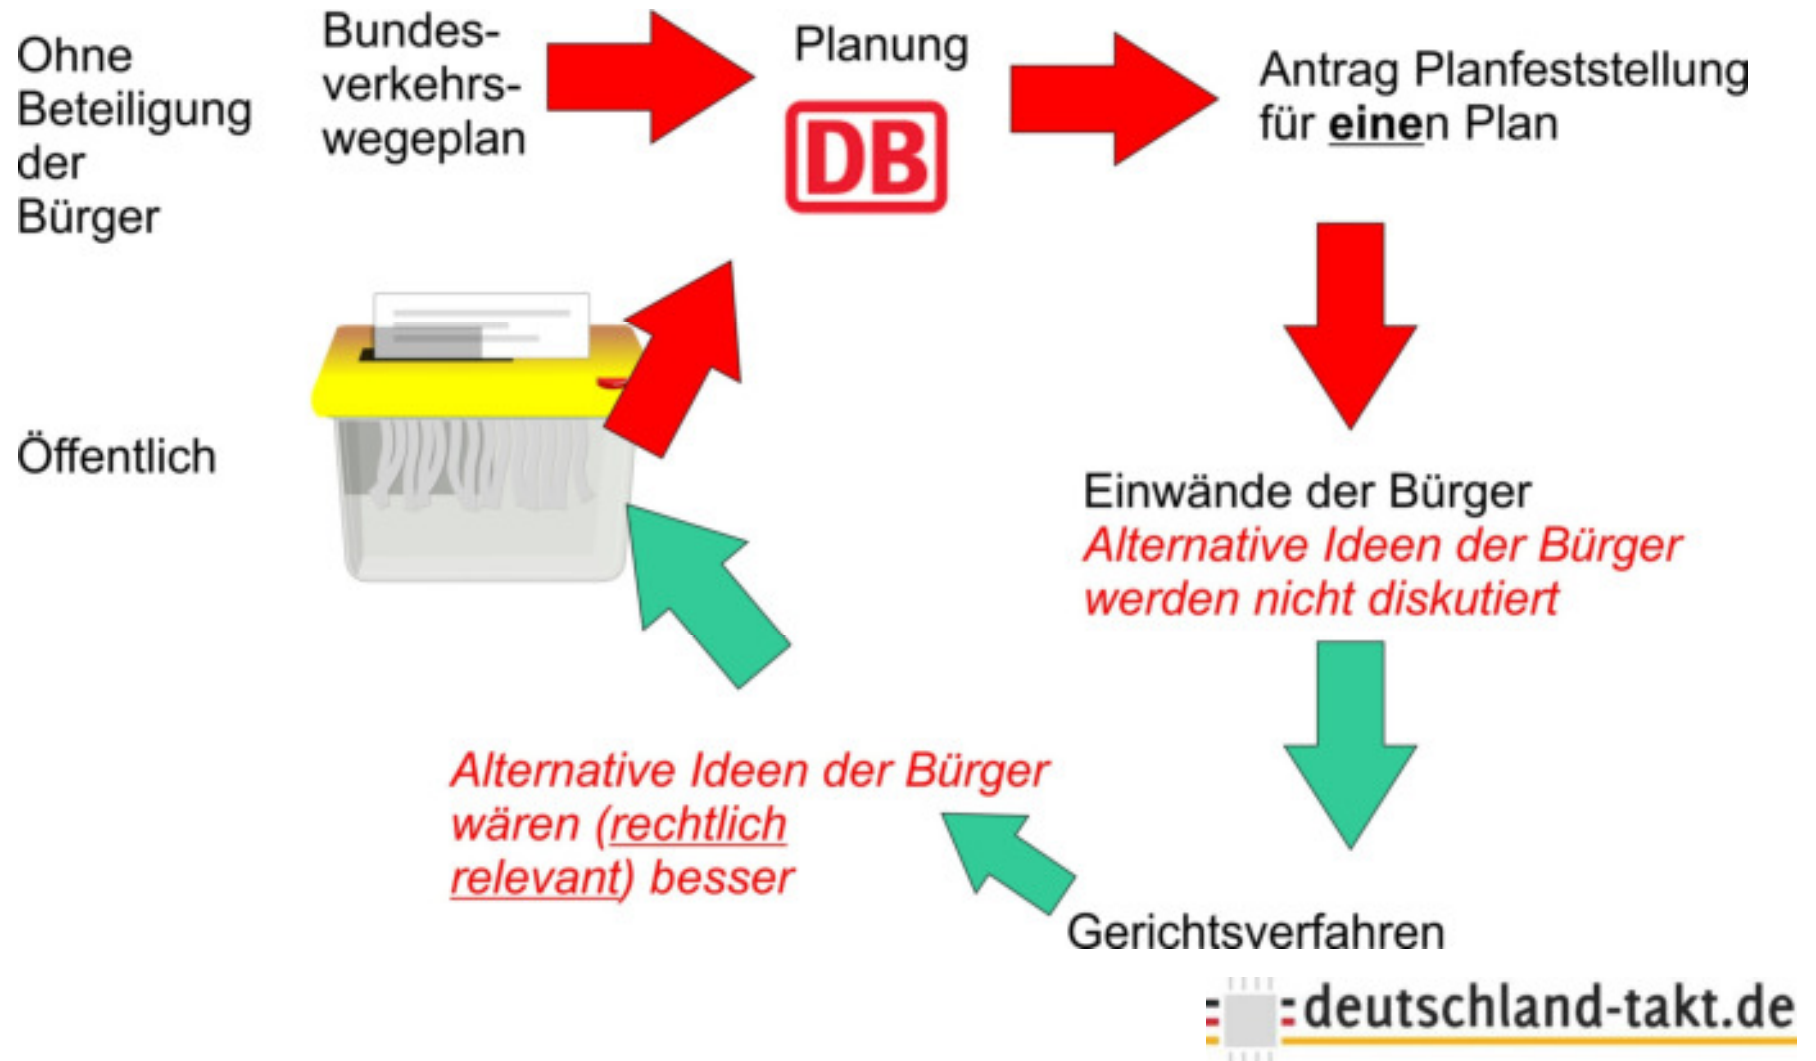 Ohne
Beteiligung
der
Bürger
Bundes-
verkehrs-
wegeplan
Planung
DB
Antrag Planfeststellung
für einen Plan
Öffentlich
Einwände der Bürger
Alternative Ideen der Bürger
werden nicht diskutiert
Alternative Ideen der Bürger
wären (rechtlich
relevant) besser
Gerichtsverfahren
deutschland-takt.de